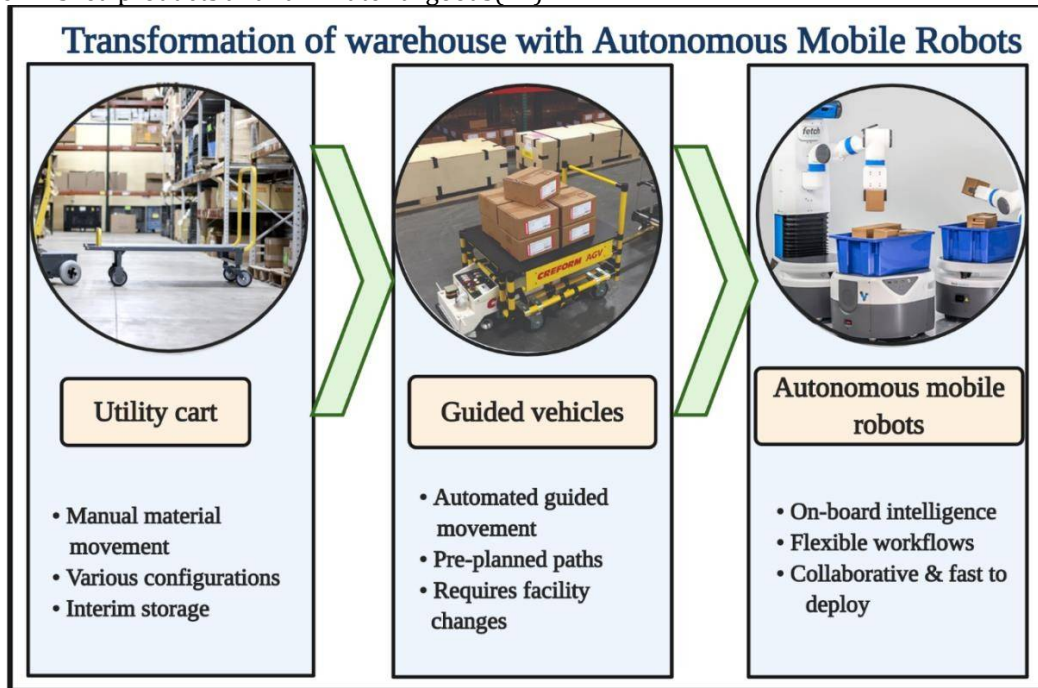 Transformation of warehouse with Autonomous Mobile Robots
fetch
CREFORM AGV
Utility cart
Guided vehicles
Autonomous mobile
robots
• Manual material
movement
• Various configurations
• Interim storage
• Automated guided
movement
• Pre-planned paths
• Requires facility
changes
• On-board intelligence
• Flexible workflows
• Collaborative & fast to
deploy